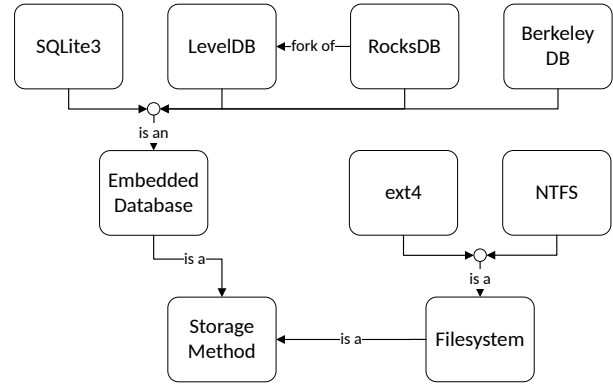 SQLite3
LevelDB
fork of
RocksDB
Berkeley
DB
is an
Embedded
Database
ext4
NTFS
is a
is a
Storage
Method
is a
Filesystem